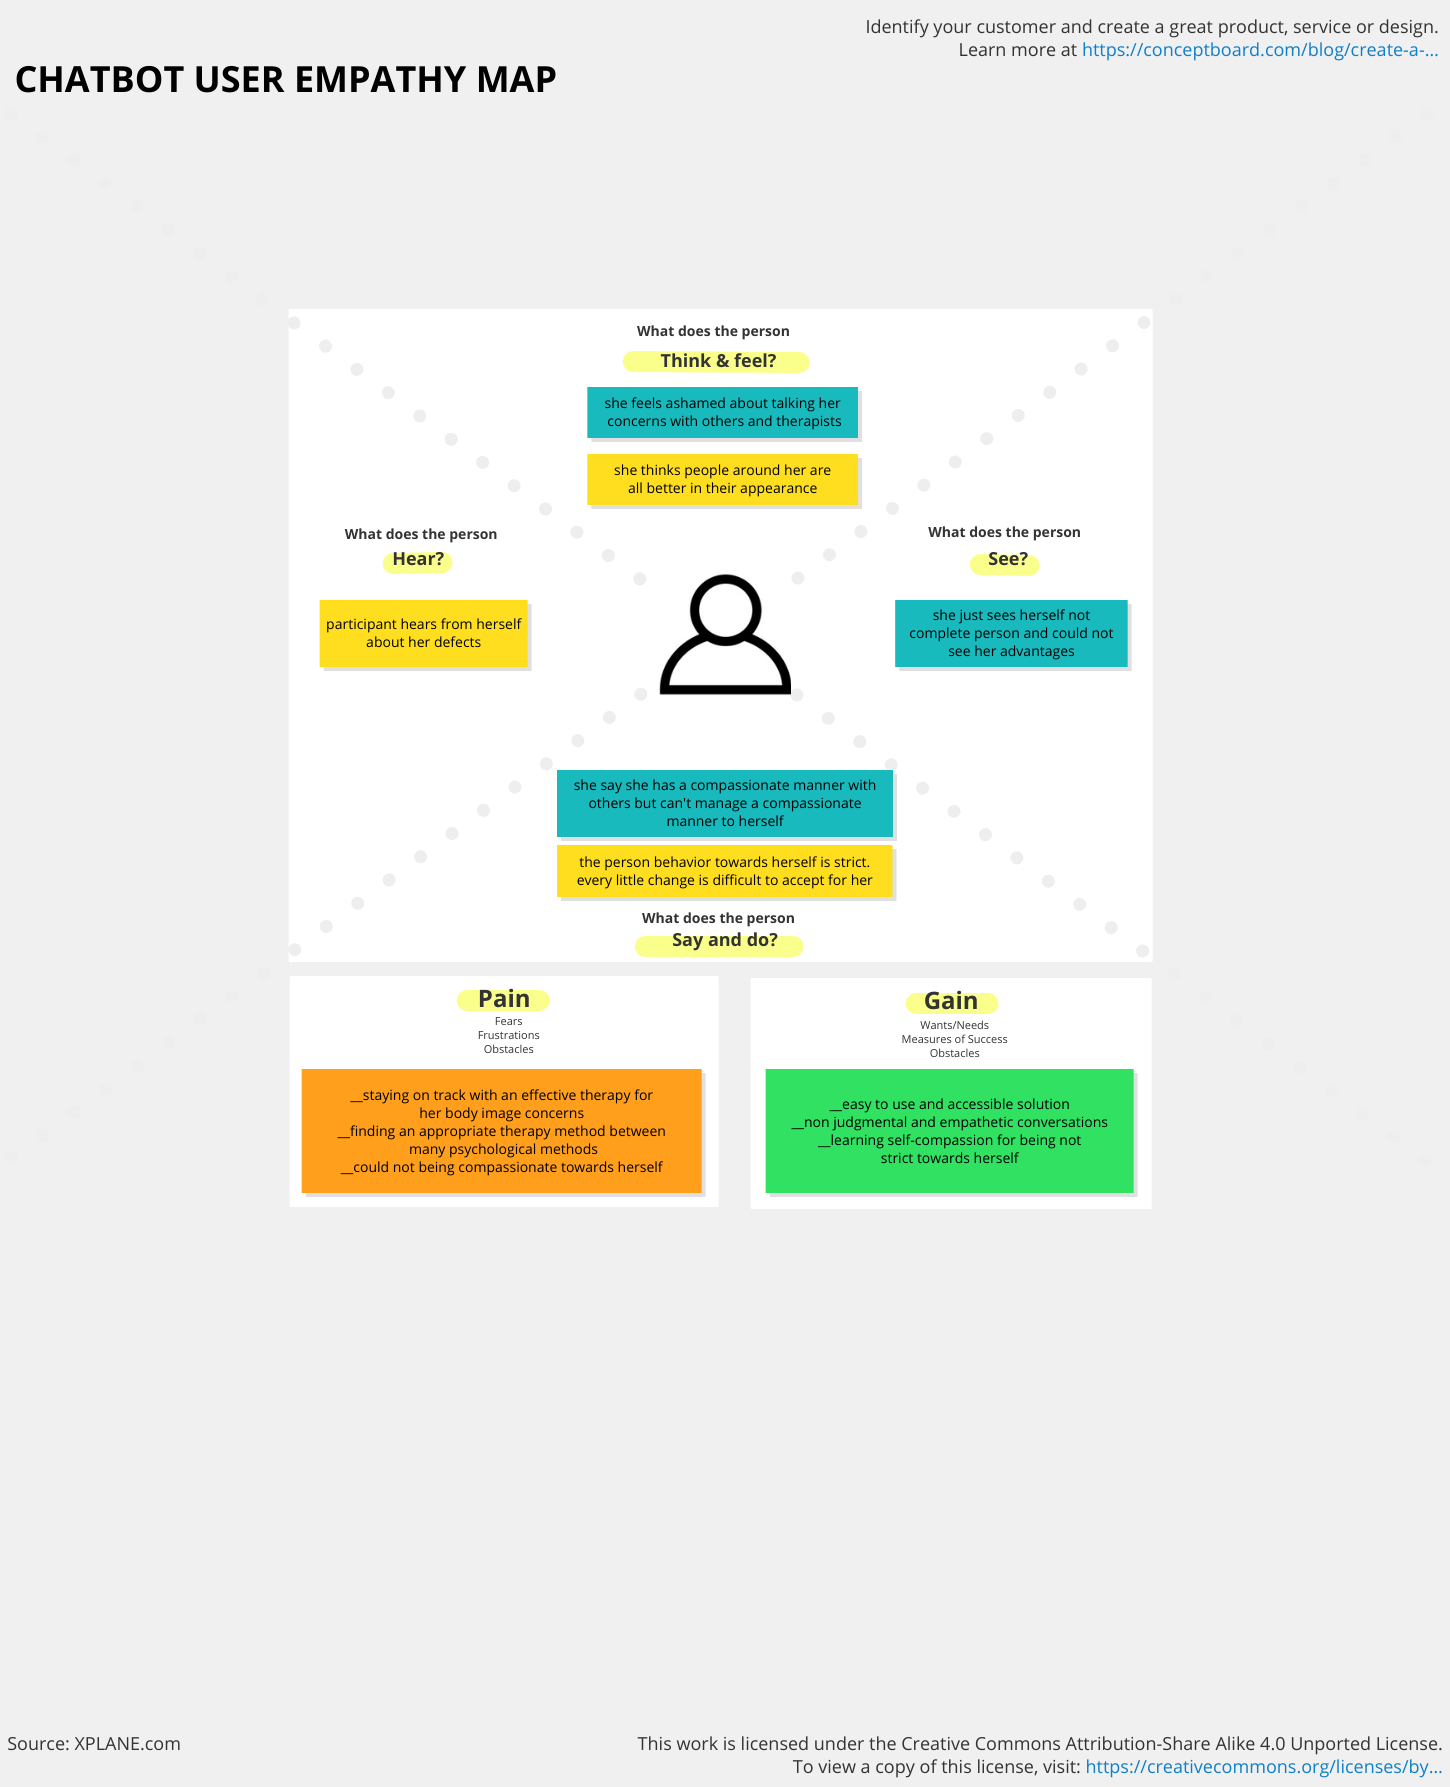 Identify your customer and create a great product, service or design.
Learn more at https://conceptboard.com/blog/create-a-...
CHATBOT USER EMPATHY MAP
What does the person
Think & feel?
she feels ashamed about talking her
concerns with others and therapists
she thinks people around her are
all better in their appearance
What does the person
Hear?
participant hears from herself
about her defects
What does the person
See?
she just sees herself not
complete person and could not
see her advantages
she say she has a compassionate manner with
others but can't manage a compassionate
manner to herself
the person behavior towards herself is strict.
every little change is difficult to accept for her
What does the person
Say and do?
Pain
Fears
Frustrations
Obstacles
__staying on track with an effective therapy for
her body image concerns
__finding an appropriate therapy method between
many psychological methods
__could not being compassionate towards herself
Gain
Wants/Needs
Measures of Success
Obstacles
__easy to use and accessible solution
__non judgmental and empathetic conversations
__learning self-compassion for being not
strict towards herself
Source: XPLANE.com
This work is licensed under the Creative Commons Attribution-Share Alike 4.0 Unported License.
To view a copy of this license, visit: https://creativecommons.org/licenses/by...